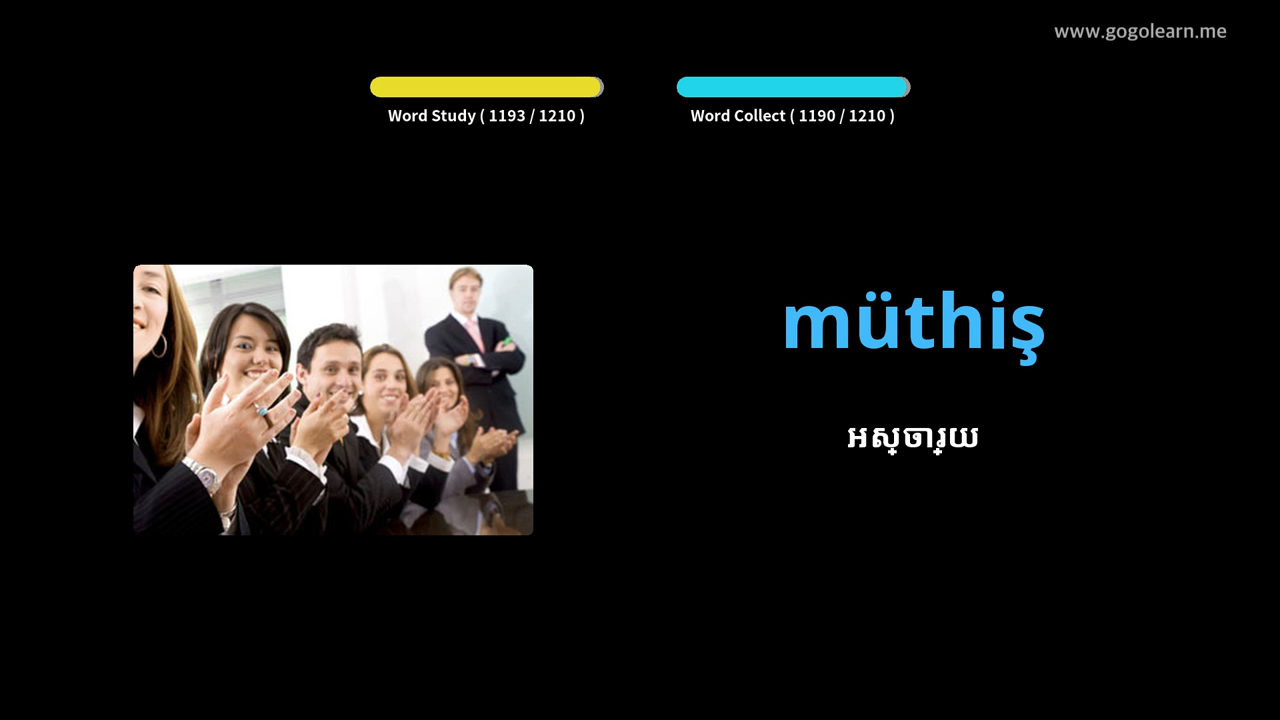 www.gogolearn.me
Word Study ( 1193 / 1210 )
Word Collect ( 1190 / 1210 )
müthiş
អស្ចារ្យ